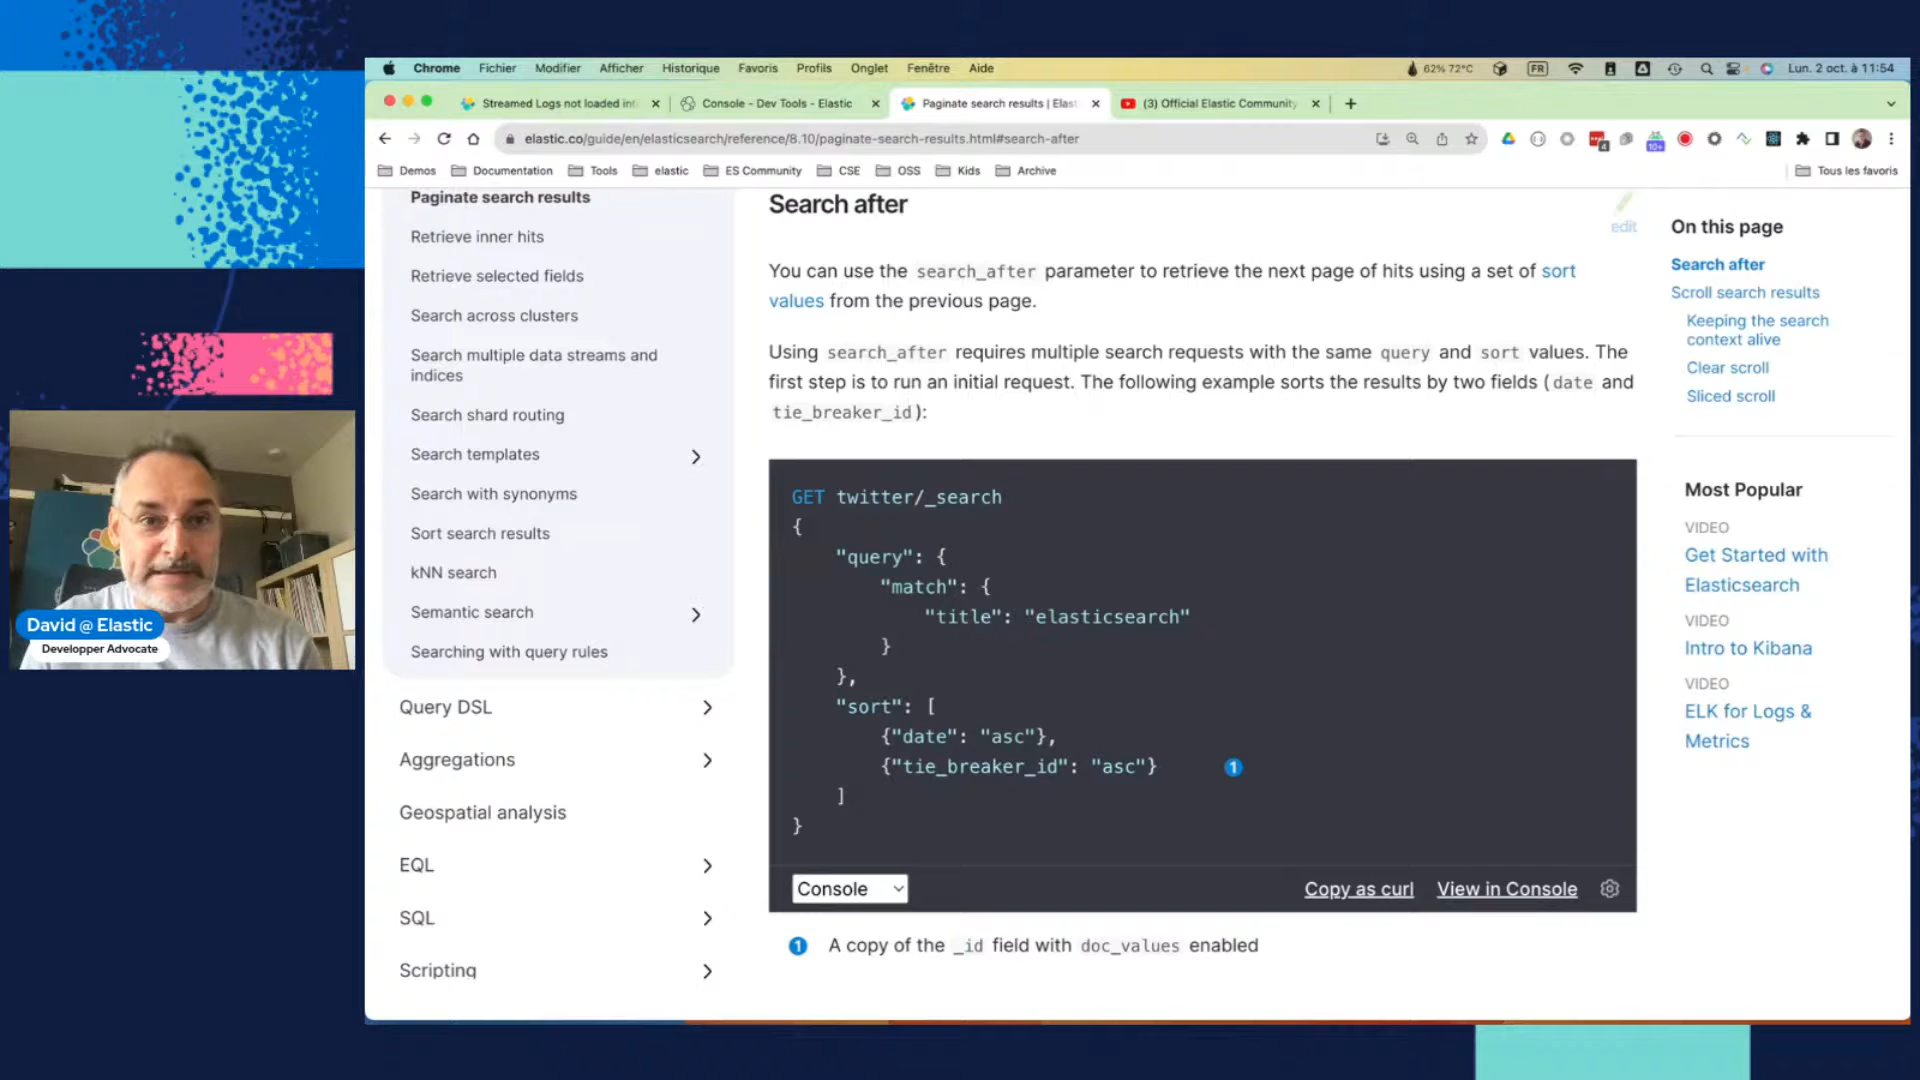 Chrome Fichier Modifier Afficher Historique Favoris Profils Onglet Fenêtre Aide
62% 72°C FR Lun. 2 oct. à 11:54
Streamed Logs not loaded int
Console - Dev Tools - Elastic
Paginate search results | Elast
(3) Official Elastic Community
elastic.co/guide/en/elasticsearch/reference/8.10/paginate-search-results.html#search-after
4
10+
Demos Documentation Tools elastic ES Community CSE OSS Kids Archive Tous les favoris
Paginate search results
Retrieve inner hits
Retrieve selected fields
Search across clusters
Search multiple data streams and
indices
Search shard routing
Search templates
Search with synonyms
Sort search results
kNN search
Semantic search
Searching with query rules
Query DSL
Aggregations
Geospatial analysis
EQL
SQL
Scripting
Search after
edit
You can use the search_after parameter to retrieve the next page of hits using a set of sort
values from the previous page.
Using search_after requires multiple search requests with the same query and sort values. The
first step is to run an initial request. The following example sorts the results by two fields (date and
tie_breaker_id):
GET twitter/_search
{
"query": {
"match": {
"title": "elasticsearch"
}
},
"sort": [
{"date": "asc"},
{"tie_breaker_id": "asc"} 1
]
}
Console Copy as curl View in Console
1 A copy of the _id field with doc_values enabled
On this page
Search after
Scroll search results
Keeping the search
context alive
Clear scroll
Sliced scroll
Most Popular
VIDEO
Get Started with
Elasticsearch
VIDEO
Intro to Kibana
VIDEO
ELK for Logs &
Metrics
David @ Elastic
Developper Advocate